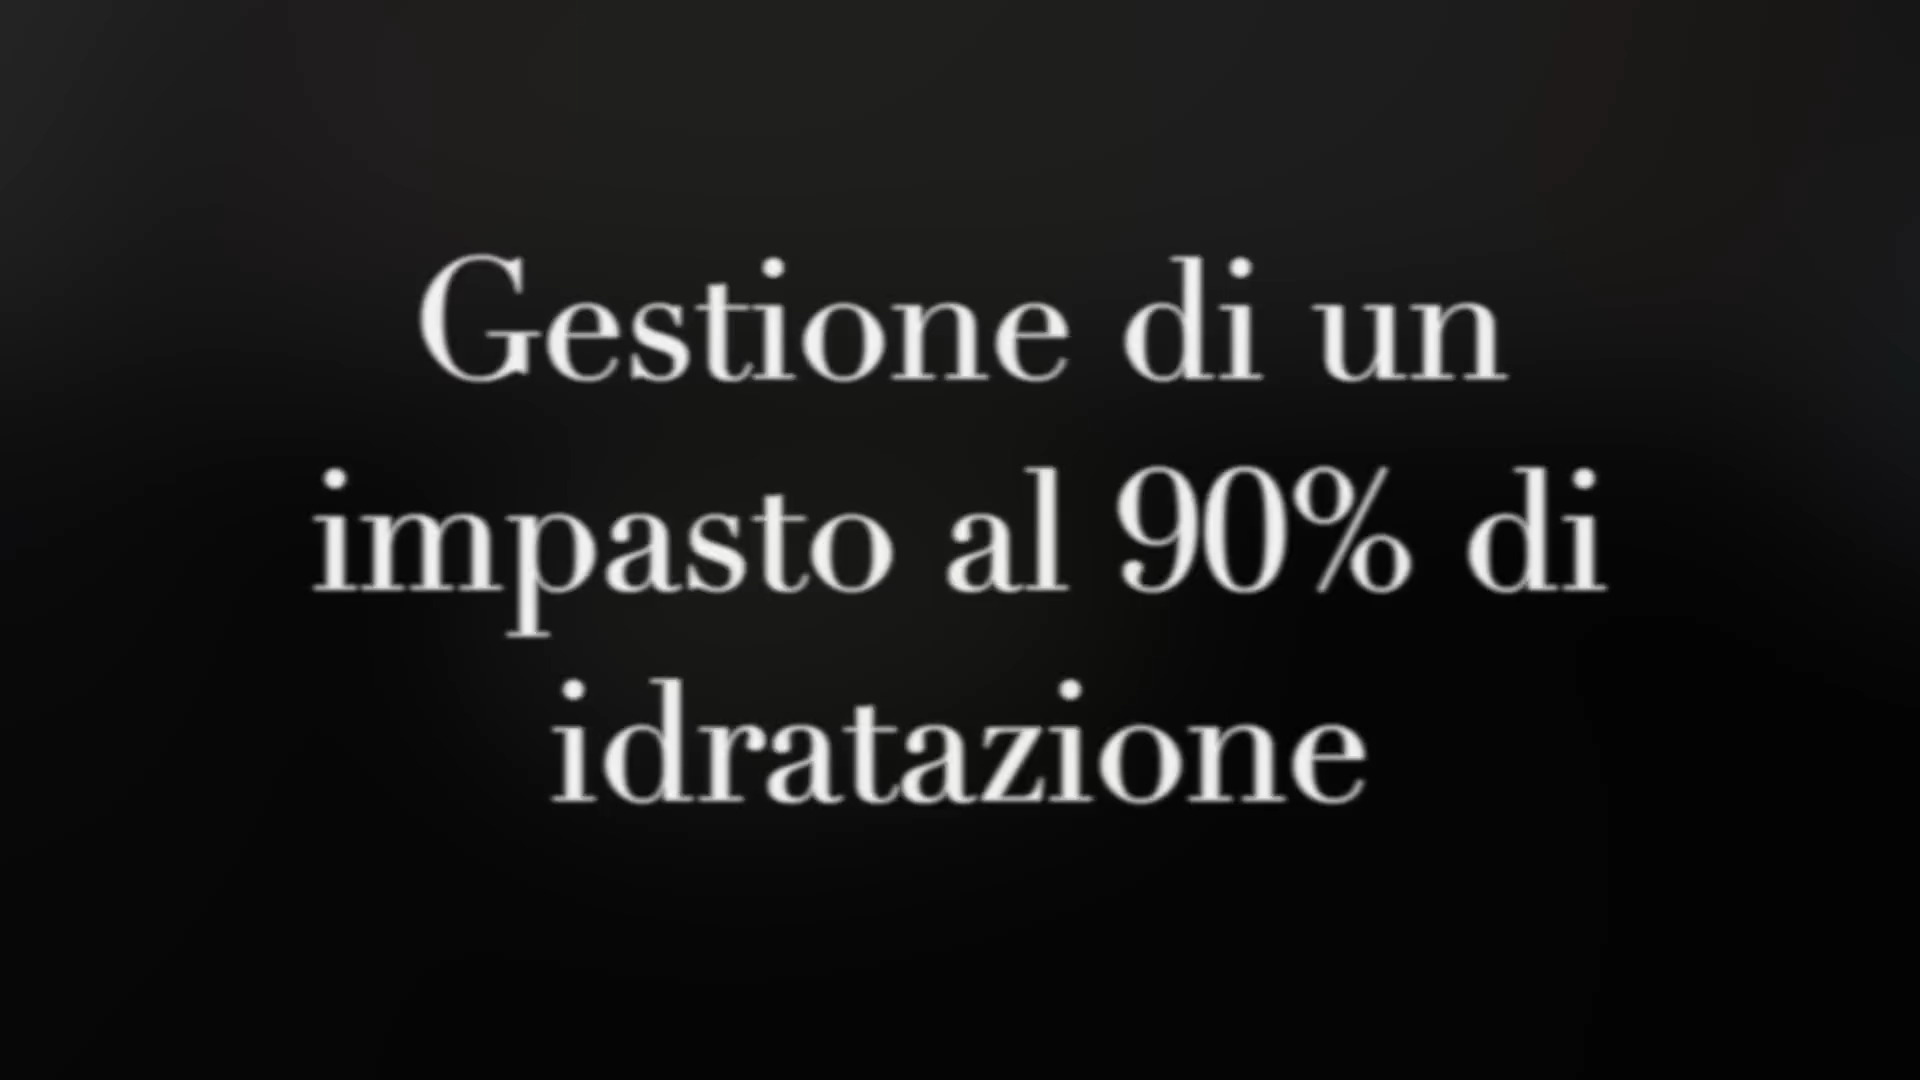 Gestione di un
impasto al 90% di
idratazione